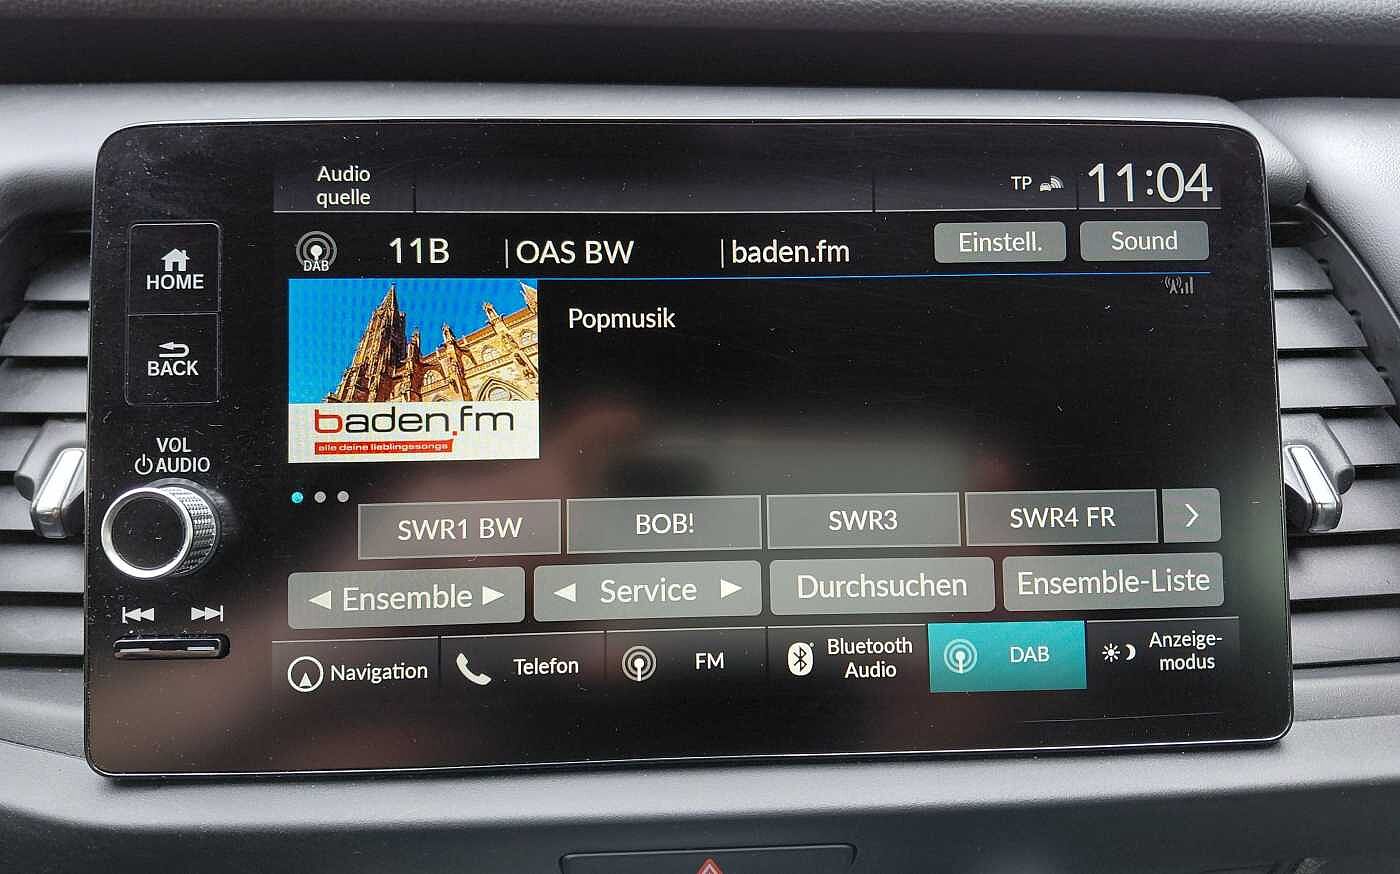 Audio
quelle
TP
11:04
HOME
BACK
VOL
AUDIO
DAB
11B
OAS BW
baden.fm
Einstell.
Sound
Popmusik
baden.fm
alle deine lieblingssongs
SWR1 BW
BOB!
SWR3
SWR4 FR
Ensemble
Service
Durchsuchen
Ensemble-Liste
Navigation
Telefon
FM
Bluetooth
Audio
DAB
Anzeige-
modus